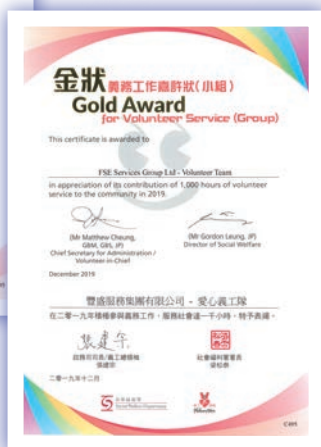 金狀 義務工作嘉許狀(小組)
Gold Award
for Volunteer Service (Group)
This certificate is awarded to
FSE Services Group Ltd - Volunteer Team
in appreciation of its contribution of 1,000 hours of volunteer
service to the community in 2019.
(Mr Matthew Cheung,
GBM, GBS, JP)
Chief Secretary for Administration /
Volunteer-in-Chief
(Mr Gordon Leung, JP)
Director of Social Welfare
December 2019
豐盛服務集團有限公司 - 愛心義工隊
在二零一九年積極參與義務工作，服務社會達一千小時，特予表揚。
張建宗
政務司司長/義工總領袖
張建宗
社會福利署署長
梁松泰
二零一九年十二月
社會福利署
Social Welfare Department